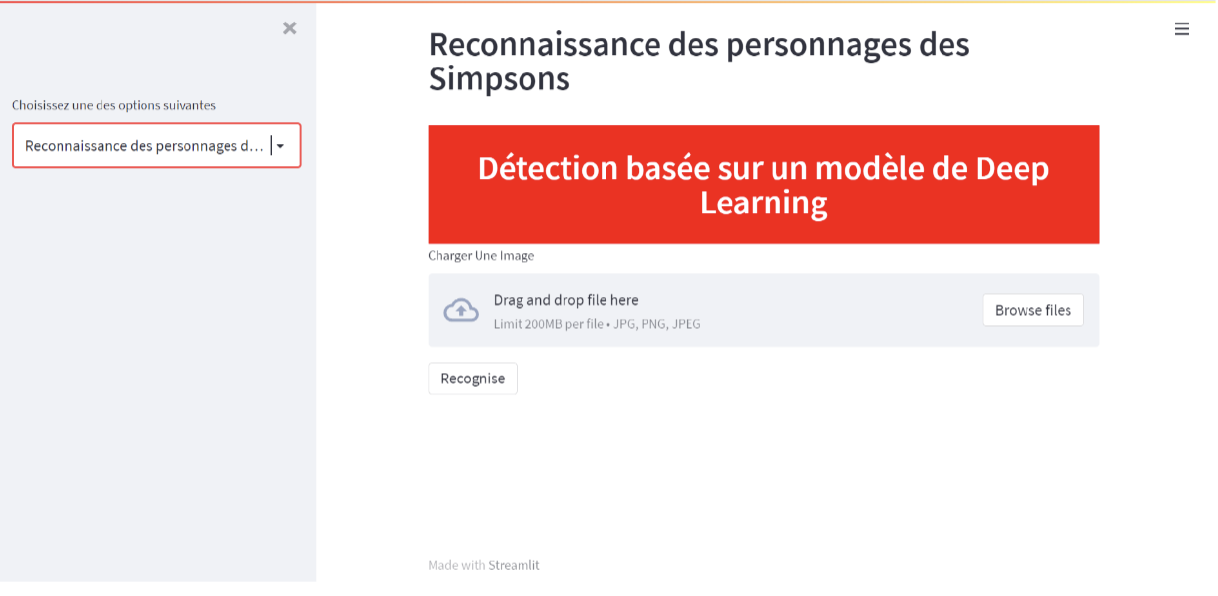 Choisissez une des options suivantes
Reconnaissance des personnages d...
Reconnaissance des personnages des
Simpsons
Détection basée sur un modèle de Deep
Learning
Charger Une Image
Drag and drop file here
Limit 200MB per file • JPG, PNG, JPEG
Browse files
Recognise
Made with Streamlit